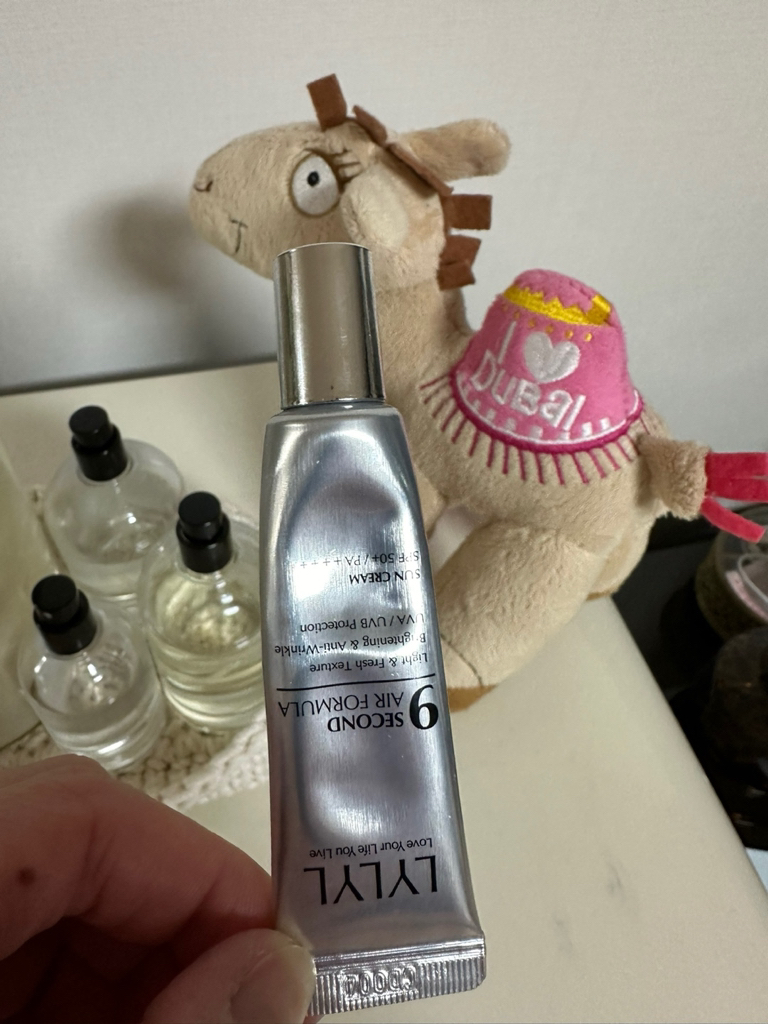 LYLYL
Love Your Life You Live
6 SECOND
AIR FORMULA
Light & Fresh Texture
Brightening & Anti-Wrinkle
UVA / UVB Protection
SUN CREAM
SPF 50+ / PA++++
I
Dubai